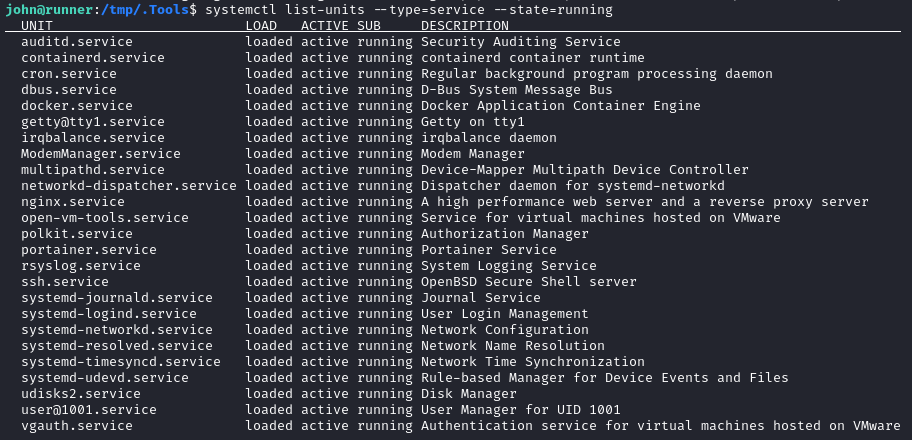 john@runner:/tmp/.Tools$ systemctl list-units --type=service --state=running
UNIT LOAD ACTIVE SUB DESCRIPTION
auditd.service loaded active running Security Auditing Service
containerd.service loaded active running containerd container runtime
cron.service loaded active running Regular background program processing daemon
dbus.service loaded active running D-Bus System Message Bus
docker.service loaded active running Docker Application Container Engine
getty@tty1.service loaded active running Getty on tty1
irqbalance.service loaded active running irqbalance daemon
ModemManager.service loaded active running Modem Manager
multipathd.service loaded active running Device-Mapper Multipath Device Controller
networkd-dispatcher.service loaded active running Dispatcher daemon for systemd-networkd
nginx.service loaded active running A high performance web server and a reverse proxy server
open-vm-tools.service loaded active running Service for virtual machines hosted on VMware
polkit.service loaded active running Authorization Manager
portainer.service loaded active running Portainer Service
rsyslog.service loaded active running System Logging Service
ssh.service loaded active running OpenBSD Secure Shell server
systemd-journald.service loaded active running Journal Service
systemd-logind.service loaded active running User Login Management
systemd-networkd.service loaded active running Network Configuration
systemd-resolved.service loaded active running Network Name Resolution
systemd-timesyncd.service loaded active running Network Time Synchronization
systemd-udevd.service loaded active running Rule-based Manager for Device Events and Files
udisks2.service loaded active running Disk Manager
user@1001.service loaded active running User Manager for UID 1001
vgauth.service loaded active running Authentication service for virtual machines hosted on VMware